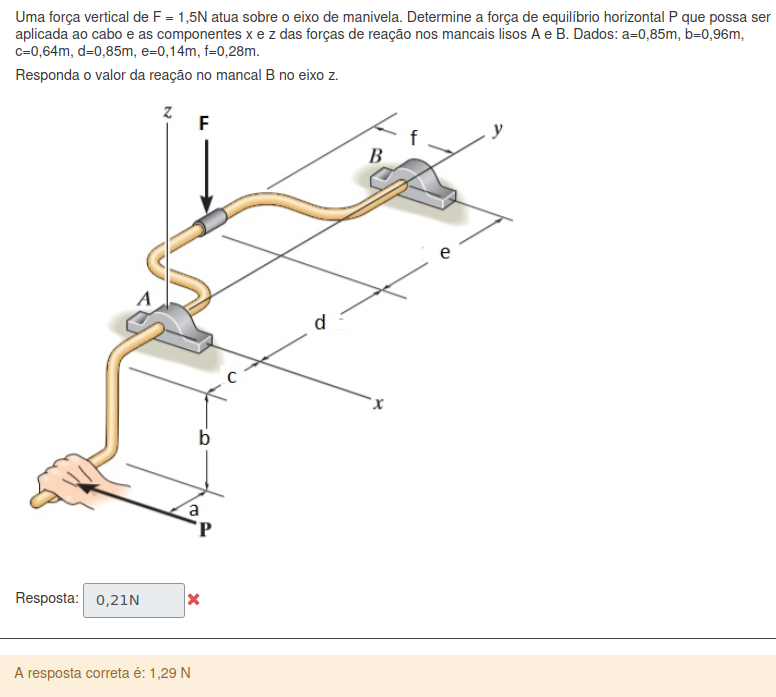 Uma força vertical de F = 1,5N atua sobre o eixo de manivela. Determine a força de equilíbrio horizontal P que possa ser
aplicada ao cabo e as componentes x e z das forças de reação nos mancais lisos A e B. Dados: a=0,85m, b=0,96m,
c=0,64m, d=0,85m, e=0,14m, f=0,28m.
Responda o valor da reação no mancal B no eixo z.
z
F
f
y
B
e
A
d
c
x
b
a
P
Resposta: 0,21N
A resposta correta é: 1,29 N